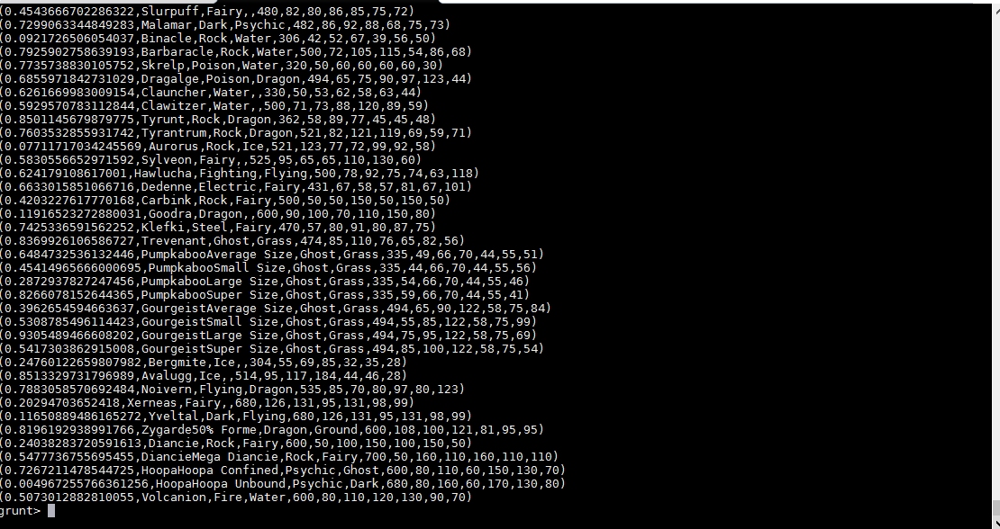 (0.4543666702286322,Slurpuff,Fairy,,480,82,80,86,85,75,72)
(0.7299063344849283,Malamar,Dark,Psychic,482,86,92,88,68,75,73)
(0.0921726506054037,Binacle,Rock,Water,306,42,52,67,39,56,50)
(0.7925902758639193,Barbaracle,Rock,Water,500,72,105,115,54,86,68)
(0.7735738830105752,Skrelp,Poison,Water,320,50,60,60,60,60,30)
(0.6855971842731029,Dragalge,Poison,Dragon,494,65,75,90,97,123,44)
(0.6261669983009154,Clauncher,Water,,330,50,53,62,58,63,44)
(0.5929570783112844,Clawitzer,Water,,500,71,73,88,120,89,59)
(0.8501145679879775,Tyrunt,Rock,Dragon,362,58,89,77,45,45,48)
(0.7603532855931742,Tyrantrum,Rock,Dragon,521,82,121,119,69,59,71)
(0.07711717034245569,Aurorus,Rock,Ice,521,123,77,72,99,92,58)
(0.5830556652971592,Sylveon,Fairy,,525,95,65,65,110,130,60)
(0.624179108617001,Hawlucha,Fighting,Flying,500,78,92,75,74,63,118)
(0.6633015851066716,Dedenne,Electric,Fairy,431,67,58,57,81,67,101)
(0.4203227617770168,Carbink,Rock,Fairy,500,50,50,150,50,150,50)
(0.11916523272880031,Goodra,Dragon,,600,90,100,70,110,150,80)
(0.7425336591562252,Klefki,Steel,Fairy,470,57,80,91,80,87,75)
(0.8369926106586727,Trevenant,Ghost,Grass,474,85,110,76,65,82,56)
(0.6484732536132446,PumpkabooAverage Size,Ghost,Grass,335,49,66,70,44,55,51)
(0.45414965666000695,PumpkabooSmall Size,Ghost,Grass,335,44,66,70,44,55,56)
(0.2872937827247456,PumpkabooLarge Size,Ghost,Grass,335,54,66,70,44,55,46)
(0.8266078152644365,PumpkabooSuper Size,Ghost,Grass,335,59,66,70,44,55,41)
(0.3962654594663637,GourgeistAverage Size,Ghost,Grass,494,65,90,122,58,75,84)
(0.5308785496114423,GourgeistSmall Size,Ghost,Grass,494,55,85,122,58,75,99)
(0.9305489466608202,GourgeistLarge Size,Ghost,Grass,494,75,95,122,58,75,69)
(0.5417303862915008,GourgeistSuper Size,Ghost,Grass,494,85,100,122,58,75,54)
(0.24760122659807982,Bergmite,Ice,,304,55,69,85,32,35,28)
(0.8513329731796989,Avalugg,Ice,,514,95,117,184,44,46,28)
(0.7883058570692484,Noivern,Flying,Dragon,535,85,70,80,97,80,123)
(0.20294703652418,Xerneas,Fairy,,680,126,131,95,131,98,99)
(0.11650889486165272,Yveltal,Dark,Flying,680,126,131,95,131,98,99)
(0.8196192938991766,Zygarde50% Forme,Dragon,Ground,600,108,100,121,81,95,95)
(0.24038283720591613,Diancie,Rock,Fairy,600,50,100,150,100,150,50)
(0.5477736755695455,DiancieMega Diancie,Rock,Fairy,700,50,160,110,160,110,110)
(0.7267211478544725,HoopaHoopa Confined,Psychic,Ghost,600,80,110,60,150,130,70)
(0.004967255766361256,HoopaHoopa Unbound,Psychic,Dark,680,80,160,60,170,130,80)
(0.5073012882810055,Volcanion,Fire,Water,600,80,110,120,130,90,70)
grunt>